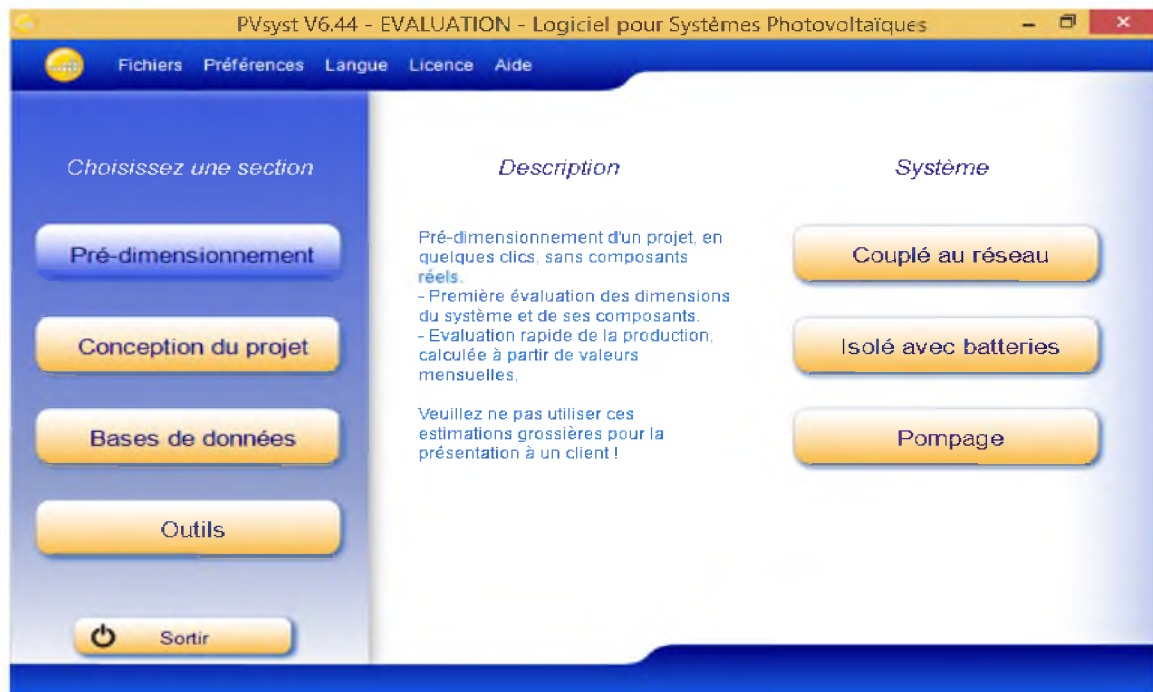 PVsyst V6.44 - EVALUATION - Logiciel pour Systèmes Photovoltaïques
Fichiers Préférences Langue Licence Aide
Choisissez une section
Pré-dimensionnement
Conception du projet
Bases de données
Outils
Sortir
Description
Pré-dimensionnement d'un projet, en
quelques clics, sans composants
réels.
- Première évaluation des dimensions
du système et de ses composants.
- Evaluation rapide de la production,
calculée à partir de valeurs
mensuelles,
Veuillez ne pas utiliser ces
estimations grossières pour la
présentation à un client !
Système
Couplé au réseau
Isolé avec batteries
Pompage